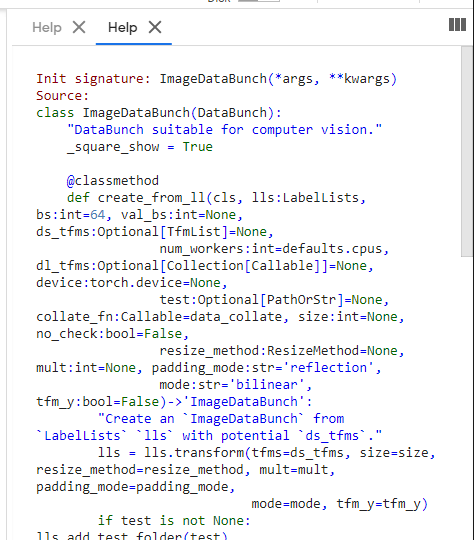 Help
Help
Init signature: ImageDataBunch(*args, **kwargs)
Source:
class ImageDataBunch(DataBunch):
"DataBunch suitable for computer vision."
_square_show = True
@classmethod
def create_from_ll(cls, lls:LabelLists,
bs:int=64, val_bs:int=None,
ds_tfms:Optional[TfmList]=None,
num_workers:int=defaults.cpus,
dl_tfms:Optional[Collection[Callable]]=None,
device:torch.device=None,
test:Optional[PathOrStr]=None,
collate_fn:Callable=data_collate, size:int=None,
no_check:bool=False,
resize_method:ResizeMethod=None,
mult:int=None, padding_mode:str='reflection',
mode:str='bilinear',
tfm_y:bool=False)->'ImageDataBunch':
"Create an `ImageDataBunch` from
`LabelLists` `lls` with potential `ds_tfms`."
lls = lls.transform(tfms=ds_tfms, size=size,
resize_method=resize_method, mult=mult,
padding_mode=padding_mode,
mode=mode, tfm_y=tfm_y)
if test is not None:
lls.add_test_folder(test)